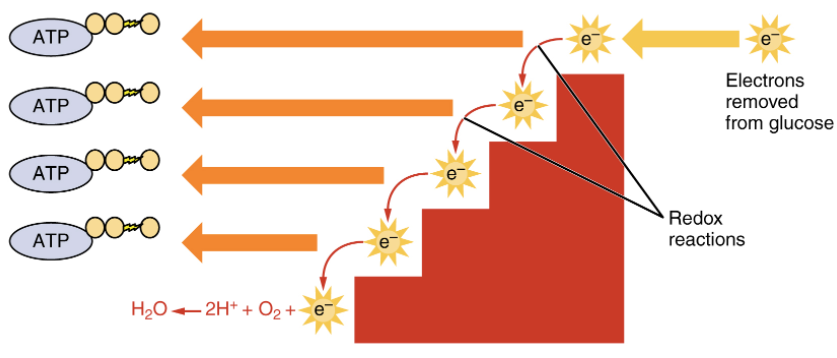 ATP e⁻ e⁻
Electrons
removed
from glucose
ATP e⁻
ATP e⁻
Redox
reactions
ATP e⁻
H₂O ← 2H⁺ + O₂ + e⁻